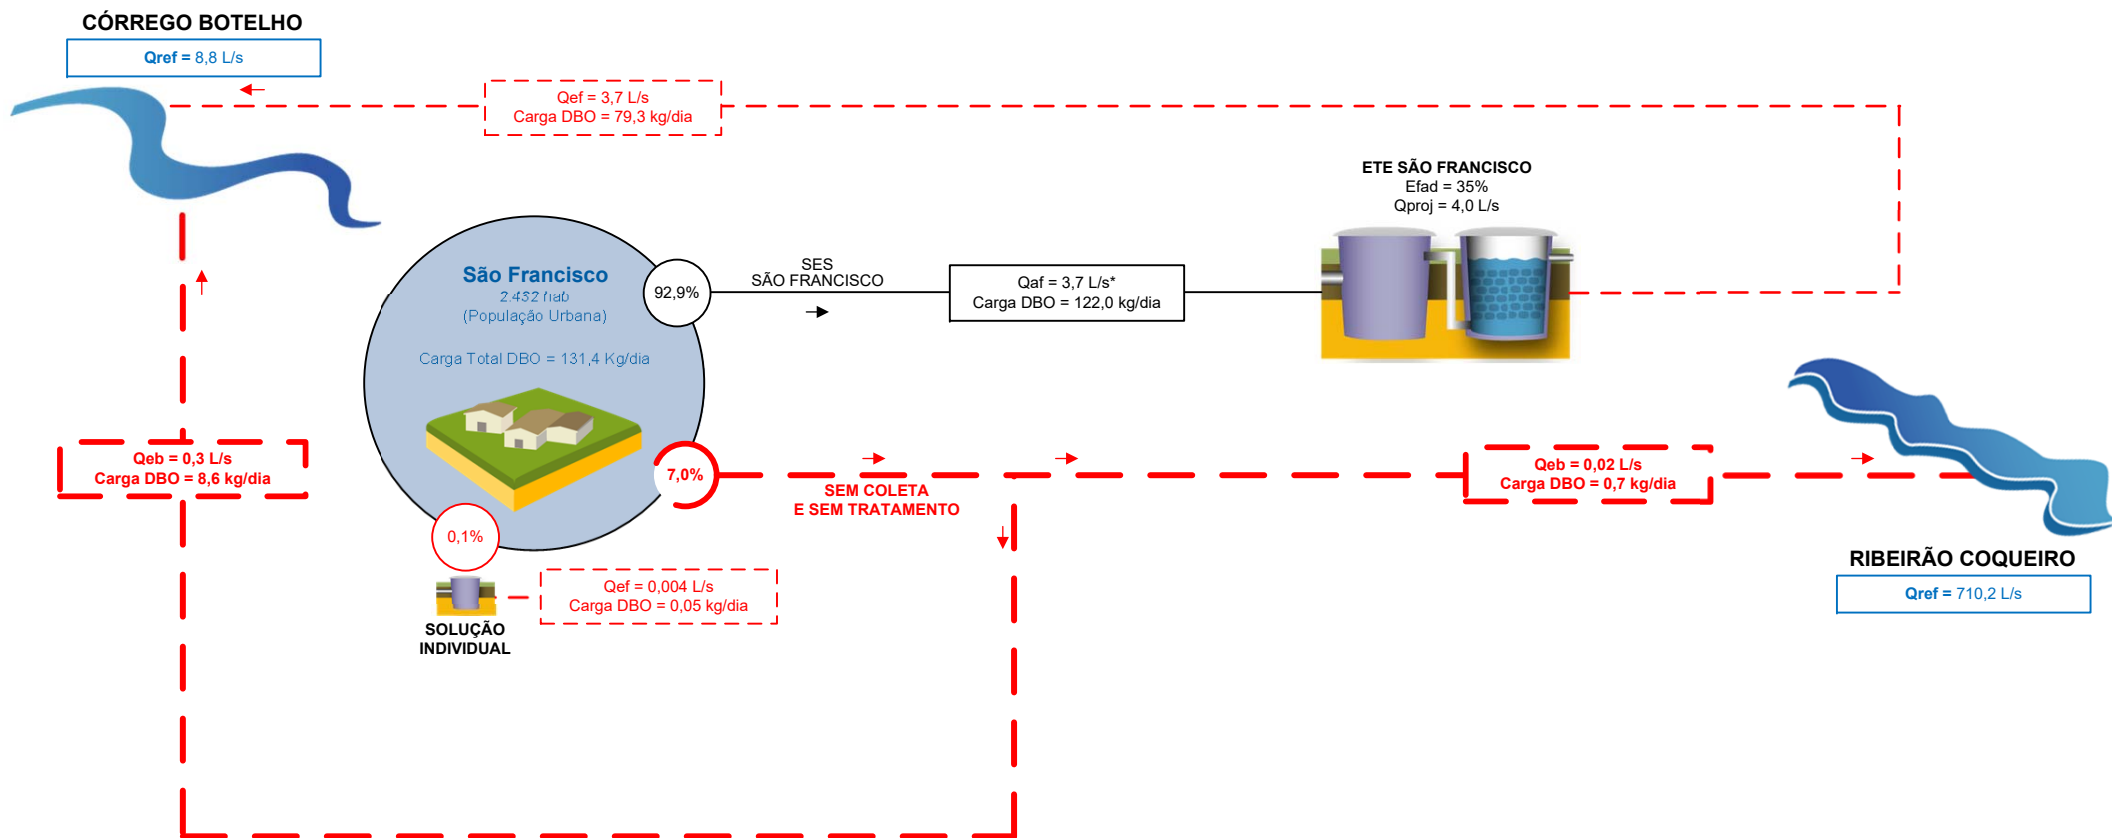 CÓRREGO BOTELHO
Qref = 8,8 L/s
Qef = 3,7 L/s
Carga DBO = 79,3 kg/dia
ETE SÃO FRANCISCO
Efad = 35%
Qproj = 4,0 L/s
São Francisco
2.432 hab
(População Urbana)
Carga Total DBO = 131,4 Kg/dia
92,9%
SES
SÃO FRANCISCO
Qaf = 3,7 L/s*
Carga DBO = 122,0 kg/dia
Qeb = 0,3 L/s
Carga DBO = 8,6 kg/dia
7,0%
SEM COLETA
E SEM TRATAMENTO
Qeb = 0,02 L/s
Carga DBO = 0,7 kg/dia
0,1%
Qef = 0,004 L/s
Carga DBO = 0,05 kg/dia
SOLUÇÃO
INDIVIDUAL
RIBEIRÃO COQUEIRO
Qref = 710,2 L/s